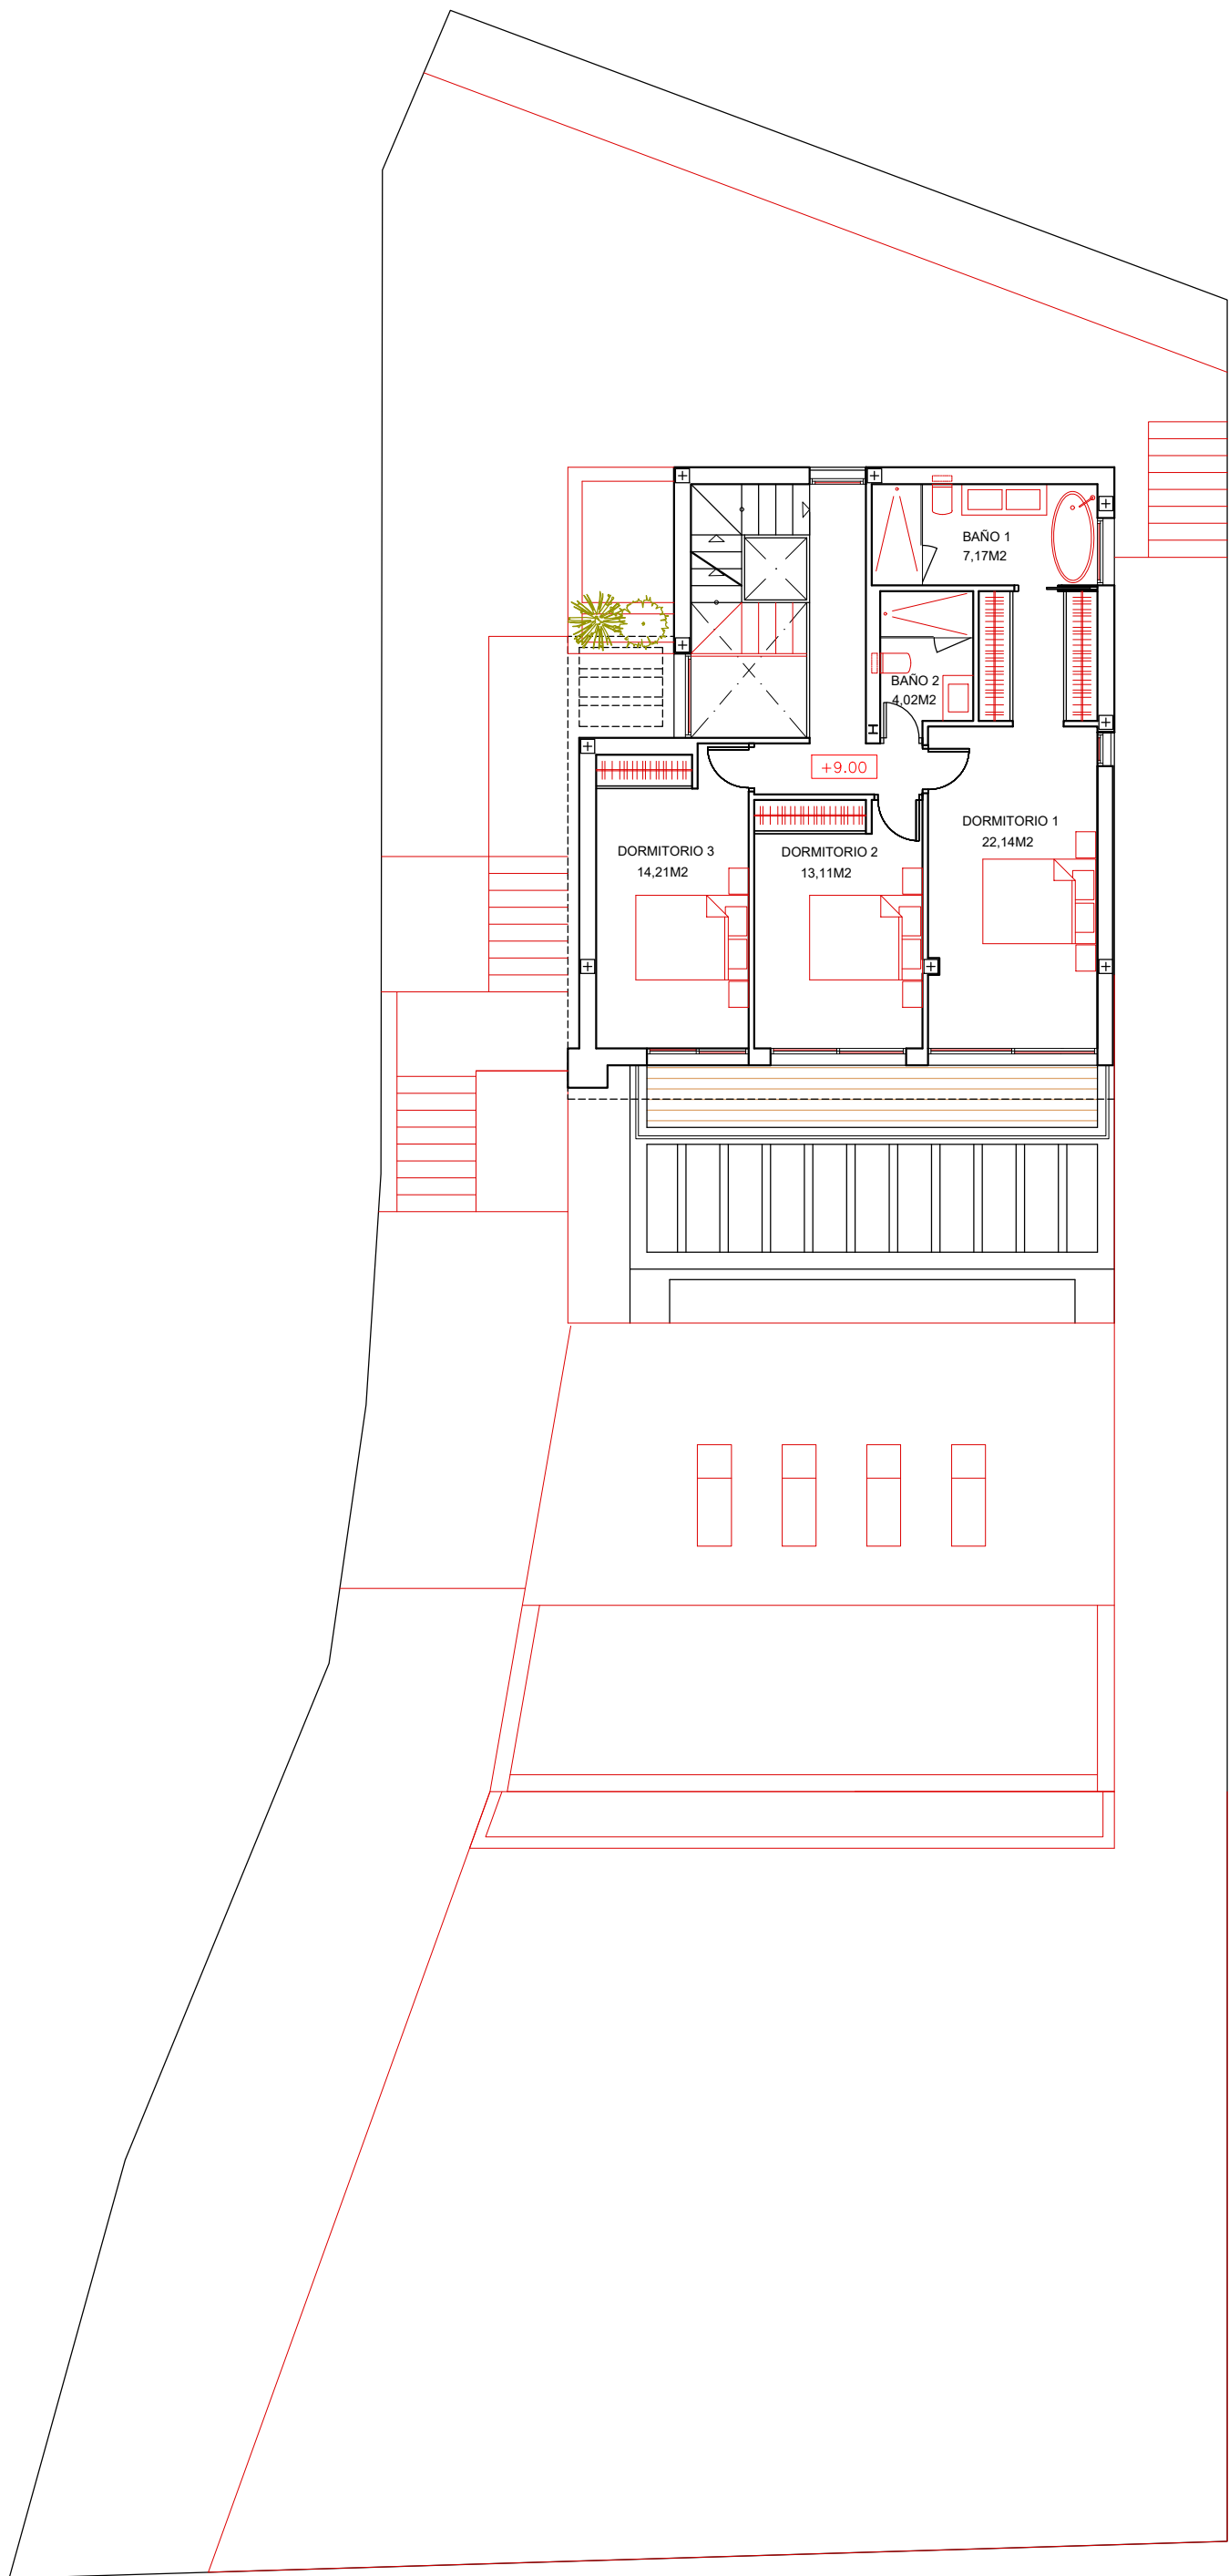 BAÑO 1
7,17M2
BAÑO 2
4,02M2
+9.00
DORMITORIO 1
22,14M2
DORMITORIO 2
13,11M2
DORMITORIO 3
14,21M2